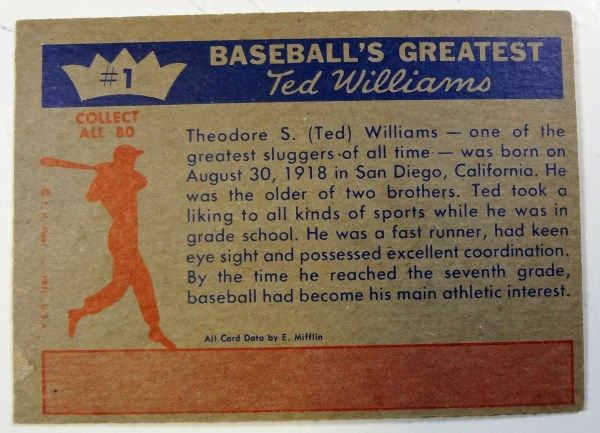 #1
BASEBALL'S GREATEST
Ted Williams
COLLECT
ALL 80
Theodore S. (Ted) Williams — one of the
greatest sluggers of all time — was born on
August 30, 1918 in San Diego, California. He
was the older of two brothers. Ted took a
liking to all kinds of sports while he was in
grade school. He was a fast runner, had keen
eye sight and possessed excellent coordination.
By the time he reached the seventh grade,
baseball had become his main athletic interest.
All Card Data by E. Mifflin
U.S.A.